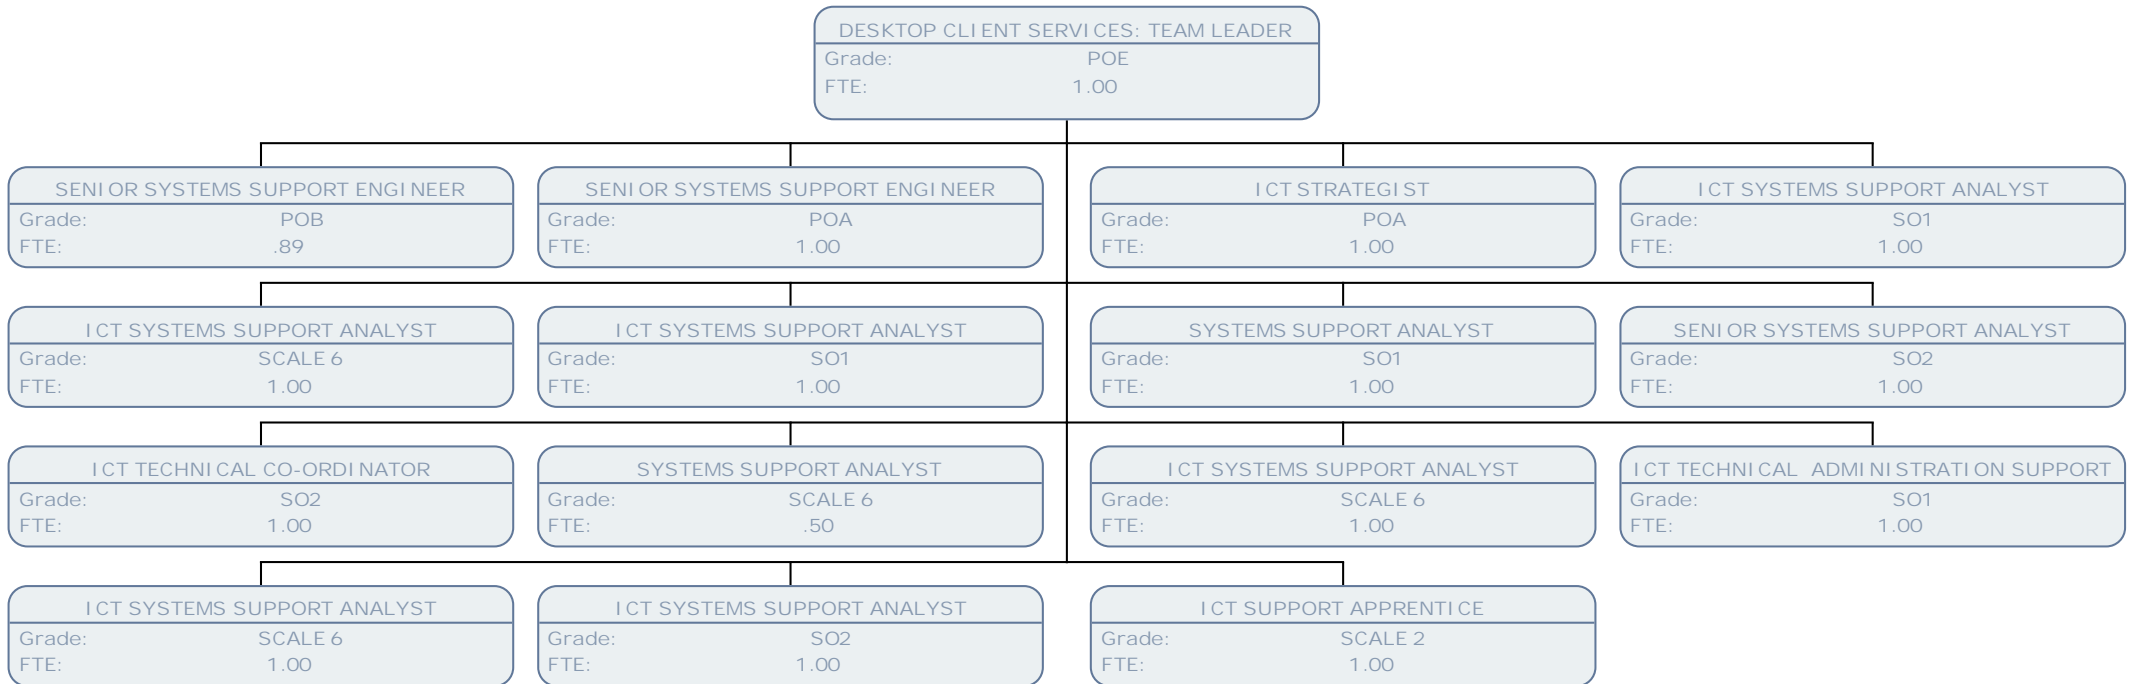 DESKTOP CLIENT SERVICES: TEAM LEADER
Grade: POE
FTE: 1.00
SENIOR SYSTEMS SUPPORT ENGINEER
Grade: POB
FTE: .89
SENIOR SYSTEMS SUPPORT ENGINEER
Grade: POA
FTE: 1.00
ICT STRATEGIST
Grade: POA
FTE: 1.00
ICT SYSTEMS SUPPORT ANALYST
Grade: SO1
FTE: 1.00
ICT SYSTEMS SUPPORT ANALYST
Grade: SCALE 6
FTE: 1.00
ICT SYSTEMS SUPPORT ANALYST
Grade: SO1
FTE: 1.00
SYSTEMS SUPPORT ANALYST
Grade: SO1
FTE: 1.00
SENIOR SYSTEMS SUPPORT ANALYST
Grade: SO2
FTE: 1.00
ICT TECHNICAL CO-ORDINATOR
Grade: SO2
FTE: 1.00
SYSTEMS SUPPORT ANALYST
Grade: SCALE 6
FTE: .50
ICT SYSTEMS SUPPORT ANALYST
Grade: SCALE 6
FTE: 1.00
ICT TECHNICAL ADMINISTRATION SUPPORT
Grade: SO1
FTE: 1.00
ICT SYSTEMS SUPPORT ANALYST
Grade: SCALE 6
FTE: 1.00
ICT SYSTEMS SUPPORT ANALYST
Grade: SO2
FTE: 1.00
ICT SUPPORT APPRENTICE
Grade: SCALE 2
FTE: 1.00